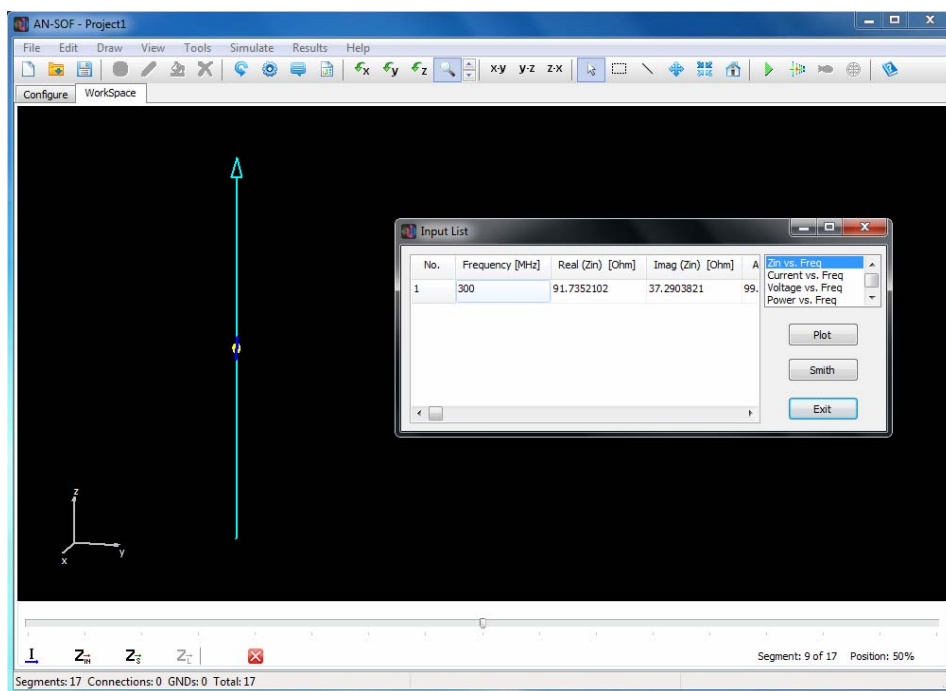 AN-SOF - Project1
File Edit Draw View Tools Simulate Results Help
x y z x-y y-z z-x
Configure WorkSpace
Input List
No. Frequency [MHz] Real (Zin) [Ohm] Imag (Zin) [Ohm] A
1 300 91.7352102 37.2903821 99.
Zin vs. Freq
Current vs. Freq
Voltage vs. Freq
Power vs. Freq
Plot
Smith
Exit
z
x y
I ZIN ZS ZL Segment: 9 of 17 Position: 50%
Segments: 17 Connections: 0 GNDs: 0 Total: 17